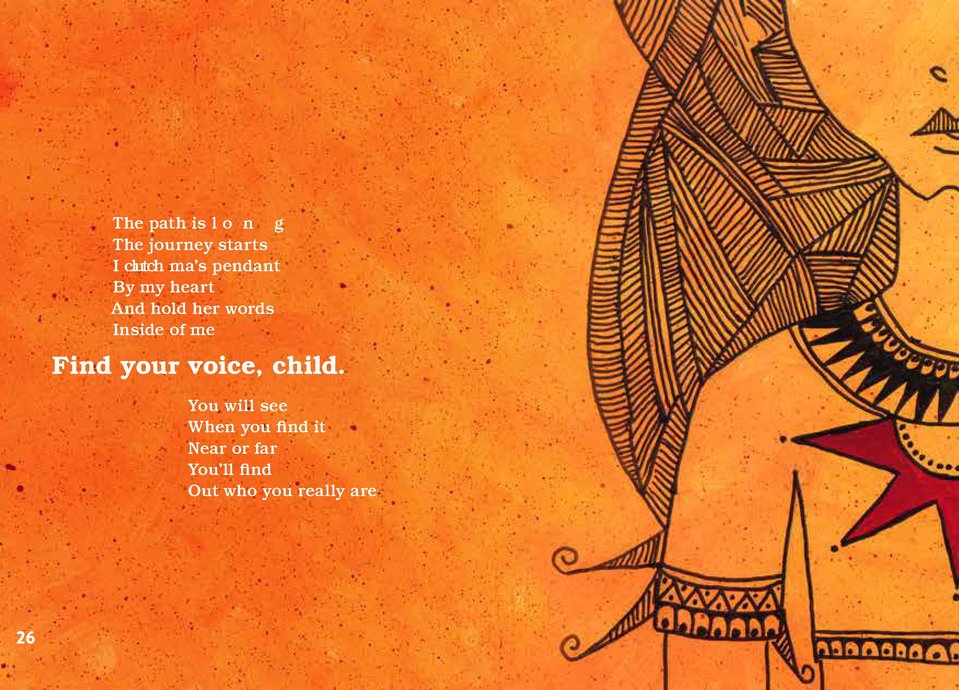 The path is l o n g
The journey starts
I clutch ma's pendant
By my heart
And hold her words
Inside of me
Find your voice, child.
You will see
When you find it
Near or far
You'll find
Out who you really are
26